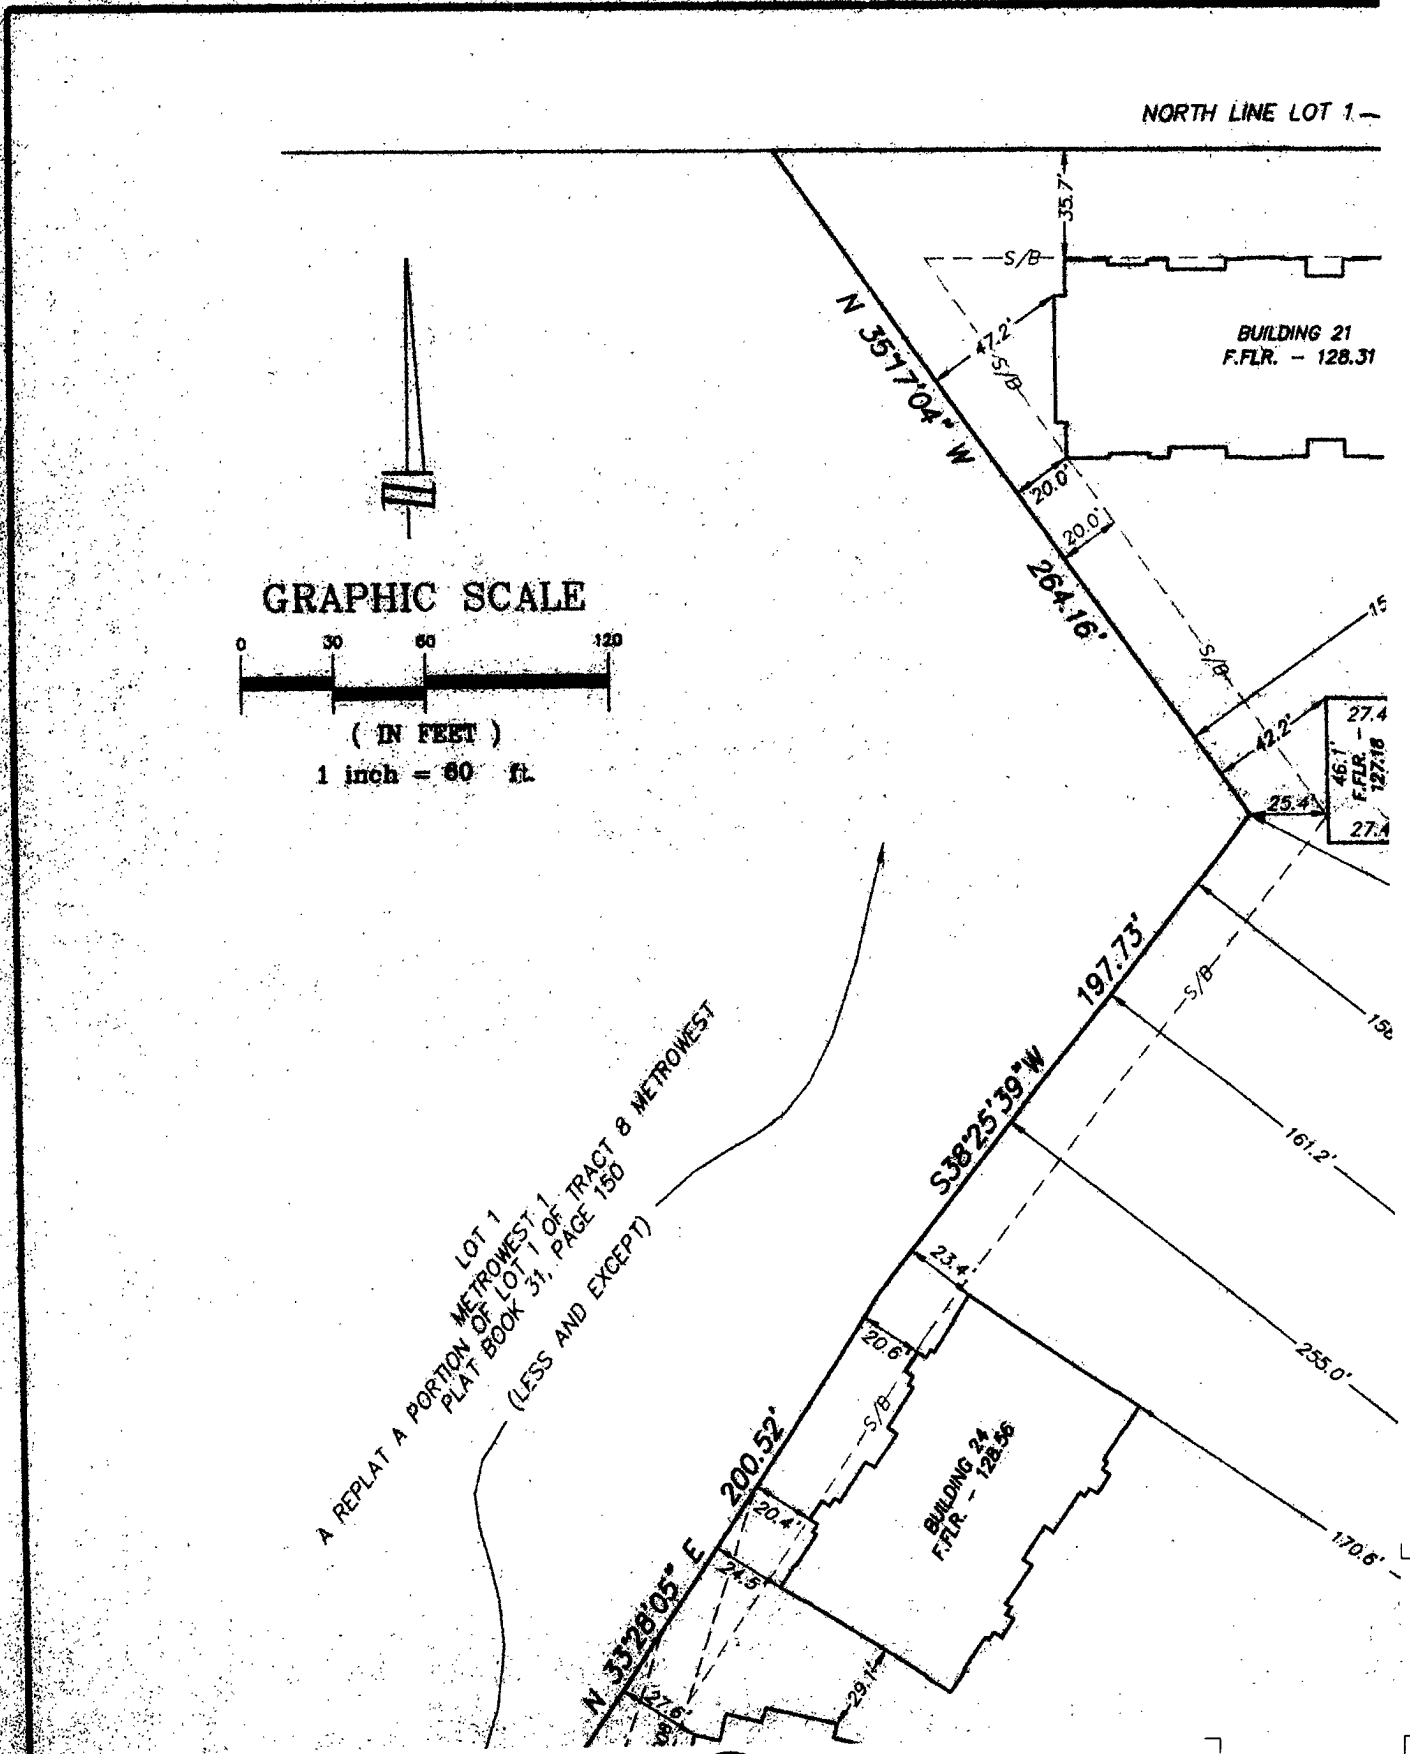 NORTH LINE LOT 1
35.7'
S/B
N 35°17'04" W
47.2'
S/B
BUILDING 21
F.FLR. - 128.31
20.0'
20.0'
264.16'
GRAPHIC SCALE
0 30 60 120
( IN FEET )
1 inch = 60 ft.
15
S/B
42.2'
27.4
46.1'
F.FLR. -
127.18
25.4'
27.4
197.73'
S/B
158
S38°25'39"W
161.2'
LOT 1
METROWEST 1
A REPLAT A PORTION OF LOT 1 OF TRACT 8 METROWEST
PLAT BOOK 31, PAGE 150
(LESS AND EXCEPT)
23.4'
20.6'
255.0'
S/B
200.52'
BUILDING 24
F.FLR. - 128.56
20.4'
24.5'
170.6'
N 33°28'05" E
27.6'
29.1'